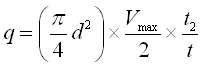 q = (π/4 d²) × V_max/2 × t₂/t